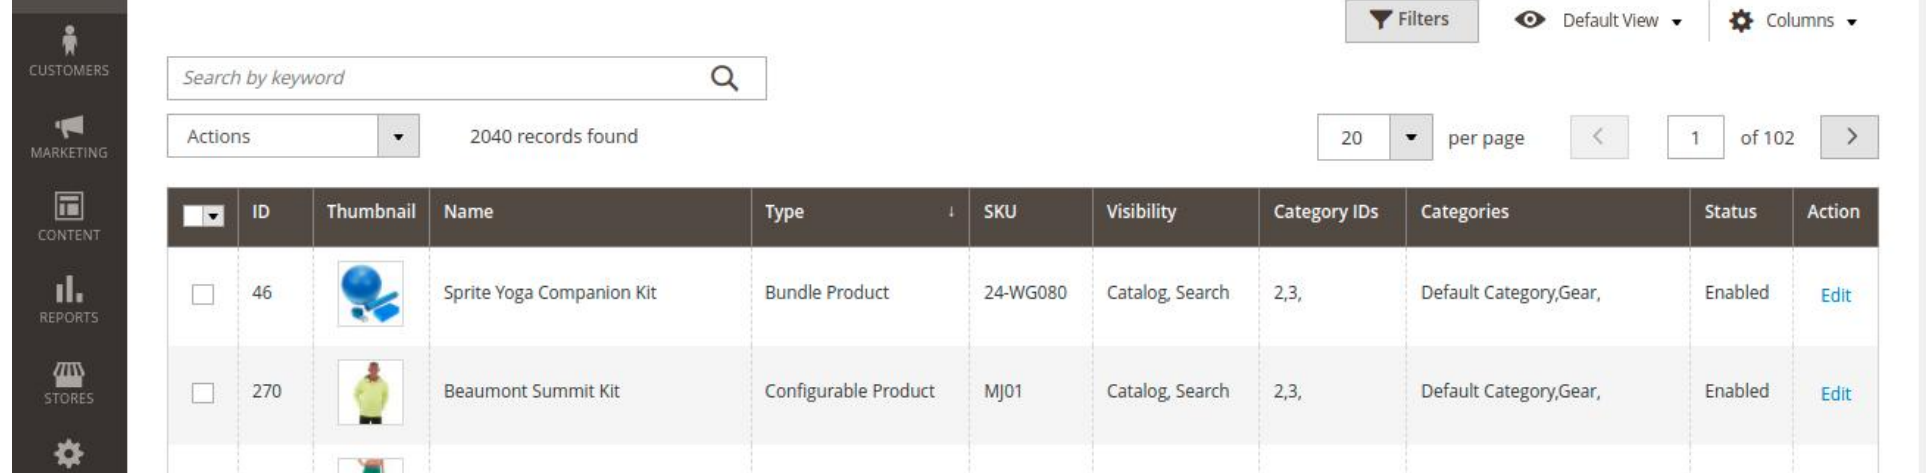 Filters Default View Columns
CUSTOMERS
Search by keyword
Actions 2040 records found 20 per page 1 of 102
MARKETING
ID Thumbnail Name Type ↓ SKU Visibility Category IDs Categories Status Action
CONTENT
46 Sprite Yoga Companion Kit Bundle Product 24-WG080 Catalog, Search 2,3, Default Category,Gear, Enabled Edit
REPORTS
270 Beaumont Summit Kit Configurable Product MJ01 Catalog, Search 2,3, Default Category,Gear, Enabled Edit
STORES